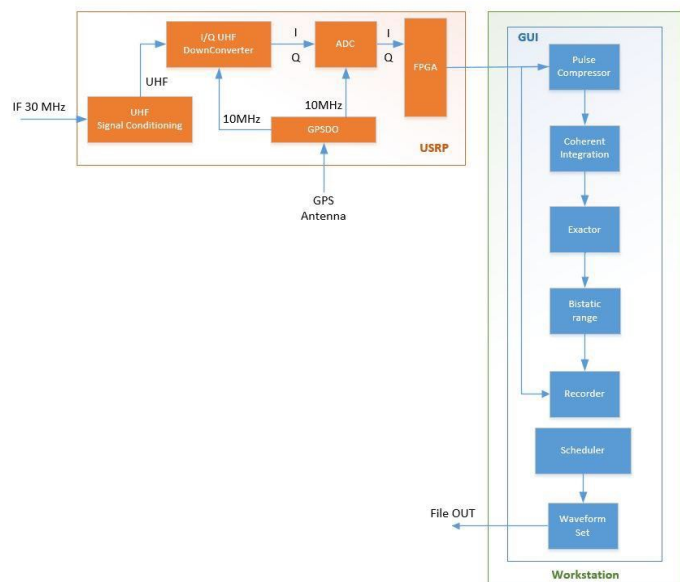 I/Q UHF
DownConverter
I
Q
ADC
I
Q
FPGA
UHF
IF 30 MHz
UHF
Signal Conditioning
10MHz
10MHz
GPSDO
USRP
GPS
Antenna
GUI
Pulse
Compressor
Coherent
Integration
Exactor
Bistatic
range
Recorder
Scheduler
File OUT
Waveform
Set
Workstation